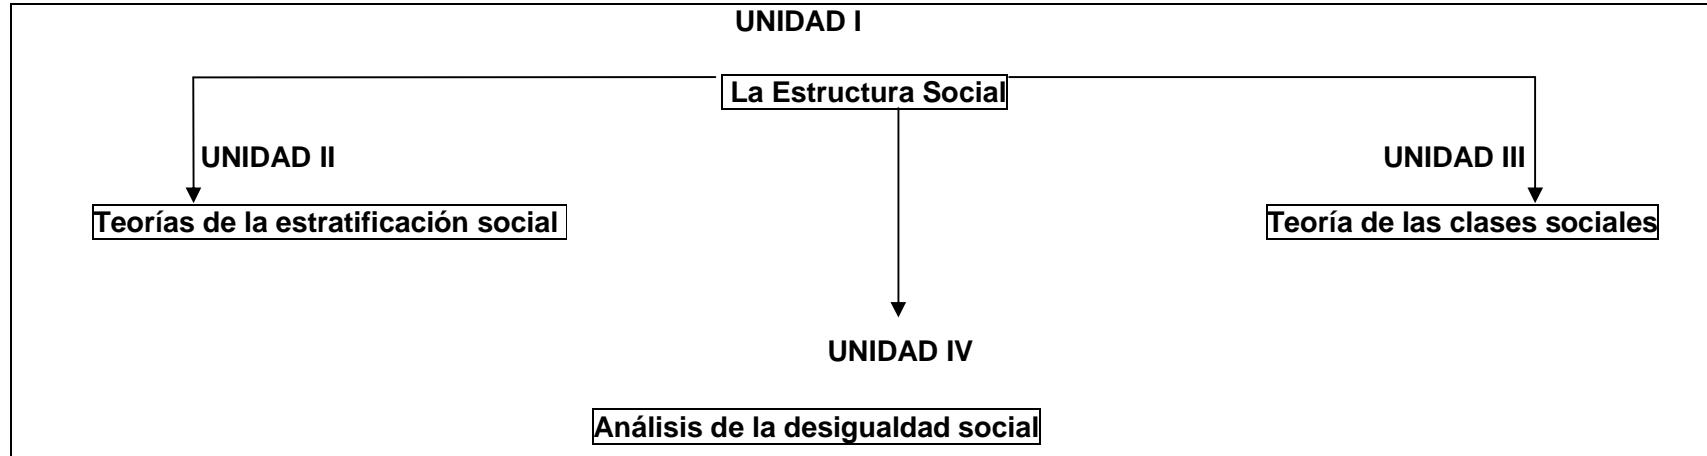 UNIDAD I
La Estructura Social
UNIDAD II
UNIDAD III
Teorías de la estratificación social
Teoría de las clases sociales
UNIDAD IV
Análisis de la desigualdad social